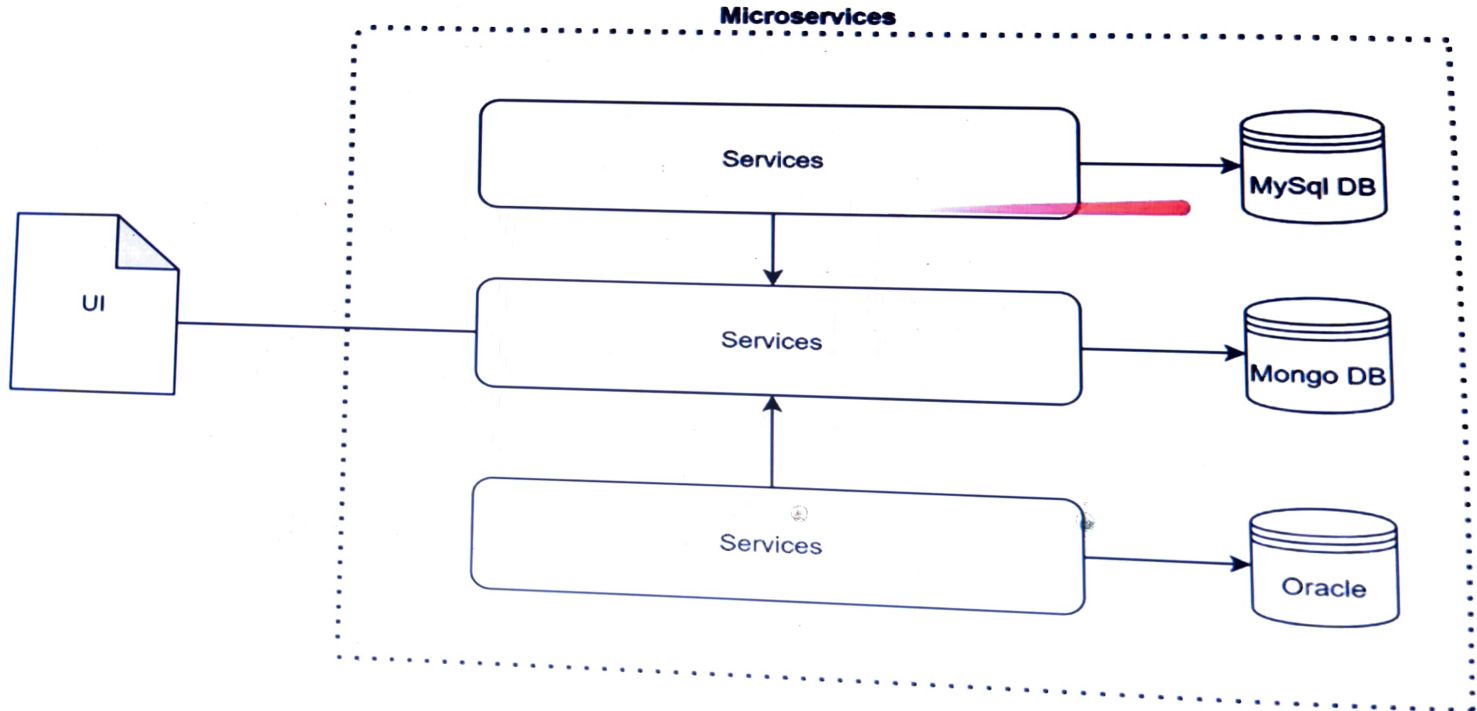 Microservices
Services
MySql DB
UI
Services
Mongo DB
Services
Oracle